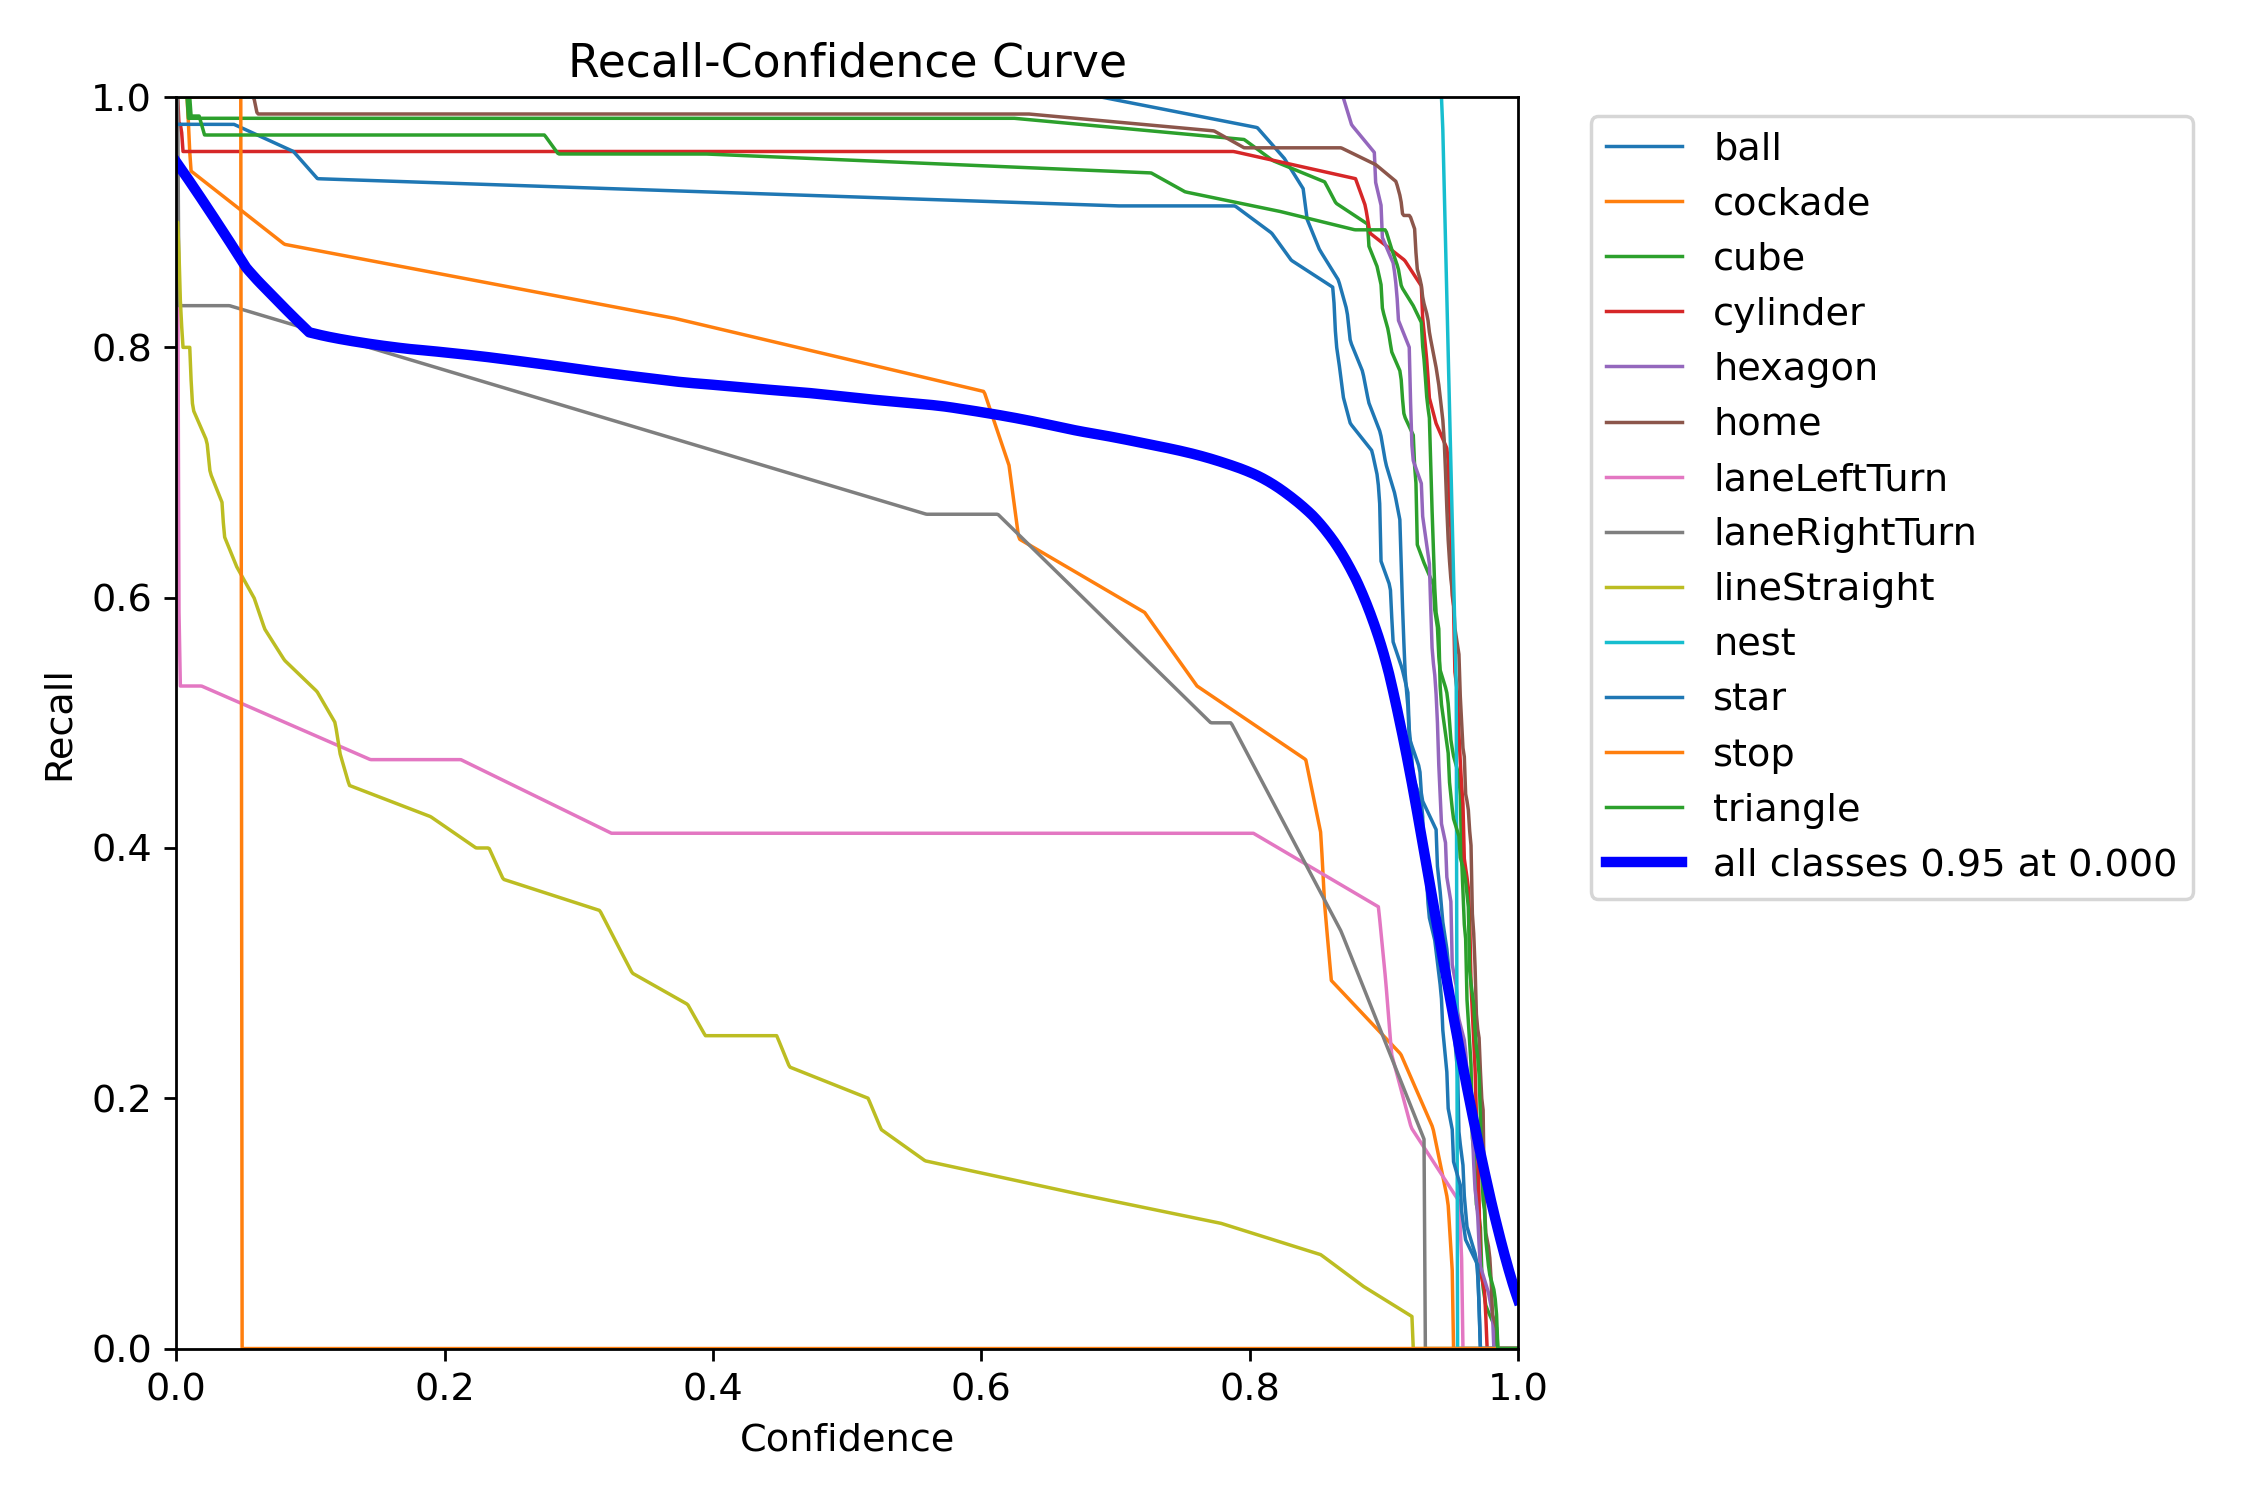 Recall-Confidence Curve
1.0
0.8
0.6
0.4
0.2
0.0
Recall
0.0 0.2 0.4 0.6 0.8 1.0
Confidence
ball
cockade
cube
cylinder
hexagon
home
laneLeftTurn
laneRightTurn
lineStraight
nest
star
stop
triangle
all classes 0.95 at 0.000